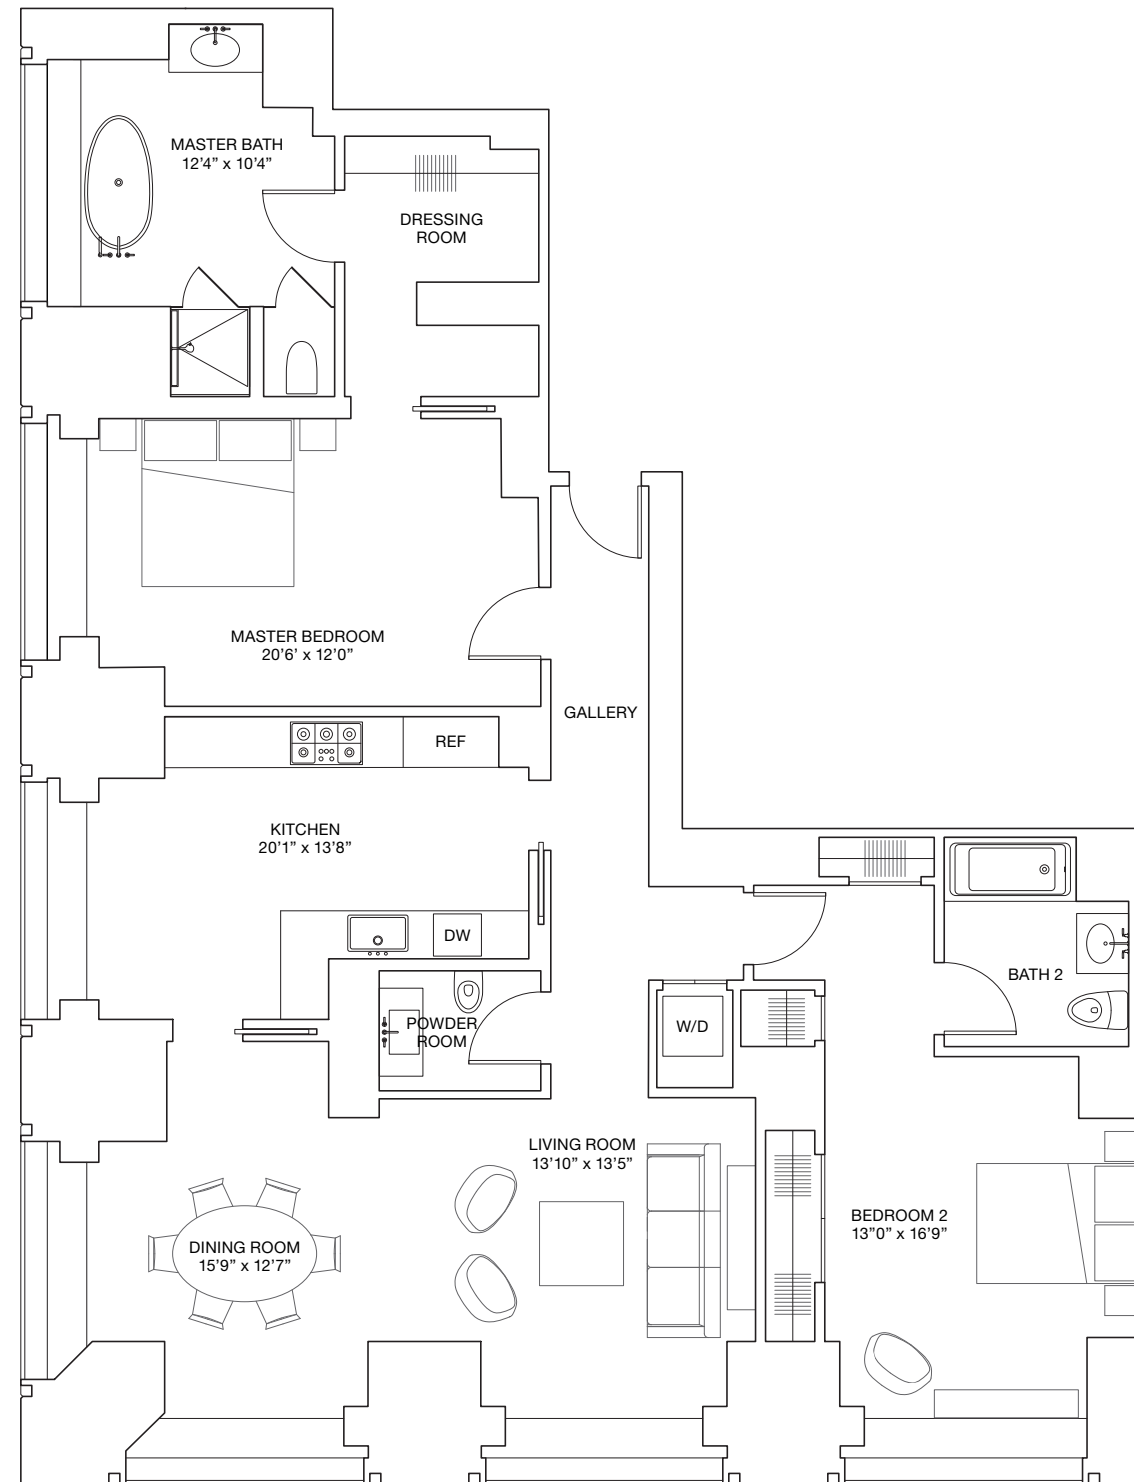 MASTER BATH
12’4” x 10’4”
DRESSING
ROOM
MASTER BEDROOM
20’6’ x 12’0”
GALLERY
REF
KITCHEN
20’1” x 13’8”
DW
BATH 2
POWDER
ROOM
W/D
LIVING ROOM
13’10” x 13’5”
BEDROOM 2
13”0” x 16’9”
DINING ROOM
15’9” x 12’7”